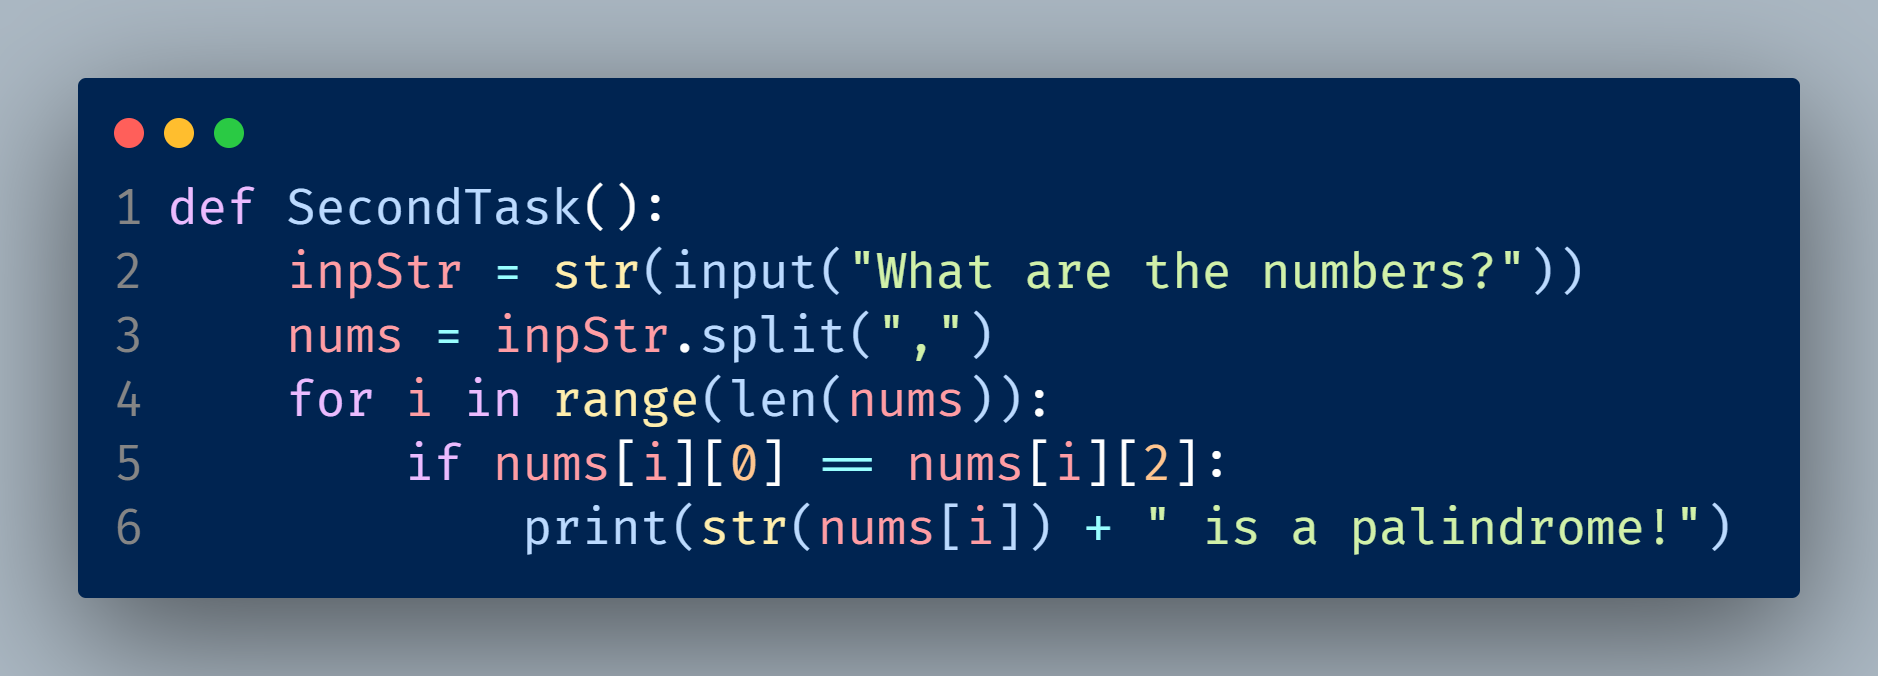 1 def SecondTask():
2     inpStr = str(input("What are the numbers?"))
3     nums = inpStr.split(",")
4     for i in range(len(nums)):
5         if nums[i][0] == nums[i][2]:
6             print(str(nums[i]) + " is a palindrome!")